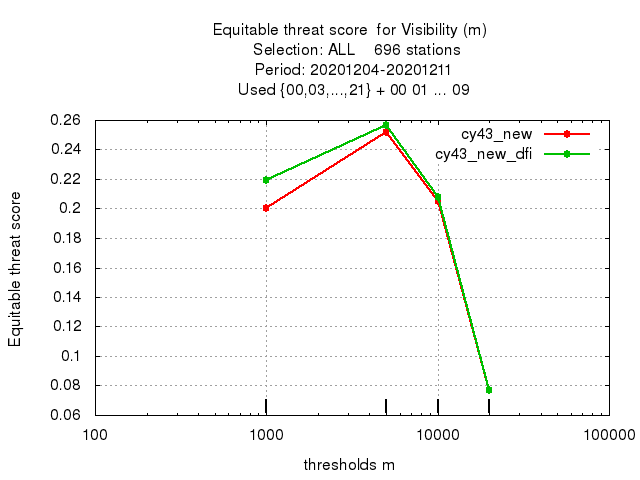 Equitable threat score  for Visibility (m)
Selection: ALL    696 stations
Period: 20201204-20201211
Used {00,03,...,21} + 00 01 ... 09
cy43_new
cy43_new_dfi
0.26
0.24
0.22
0.2
0.18
0.16
0.14
0.12
0.1
0.08
0.06
Equitable threat score
100
1000
10000
100000
thresholds m